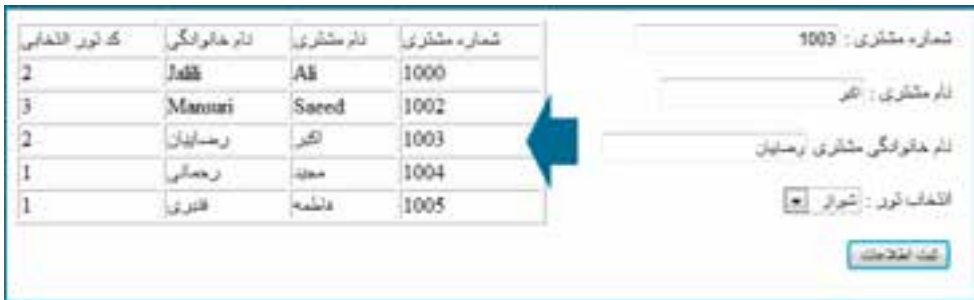 شماره مشتری : 1003
نام مشتری : اکبر
نام خانوادگی مشتری رضاییان
انتخاب تور : شیراز
ثبت اطلاعات
شماره مشتری نام مشتری نام خانوادگی کد تور انتخابی
1000 Ali Jalili 2
1002 Saeed Mansuri 3
1003 اکبر رضاییان 2
1004 مجید رحمانی 1
1005 فاطمه قدیری 1